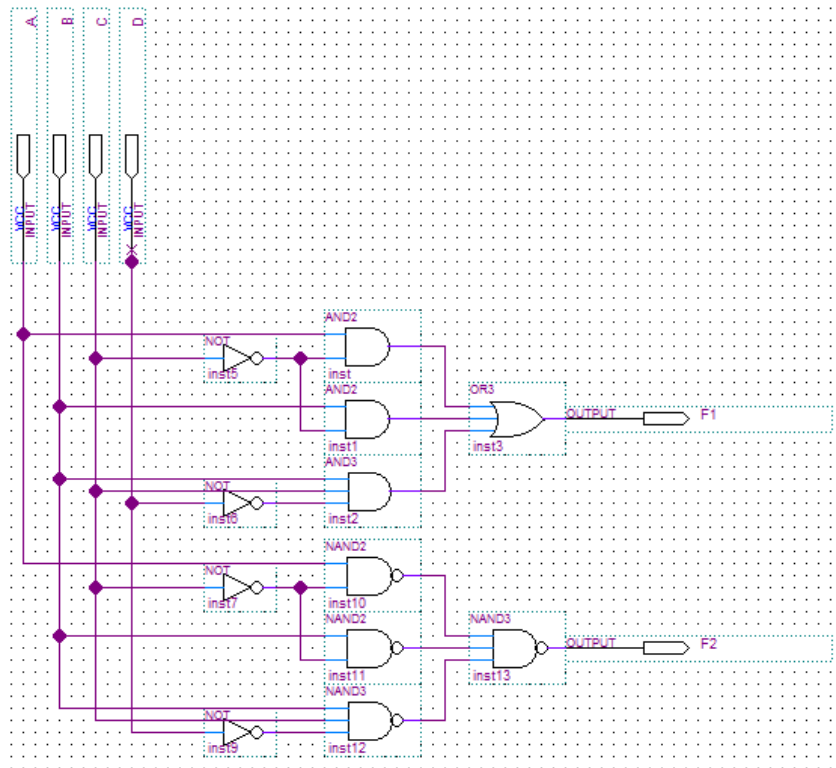 A
B
C
D
VCC
INPUT
VCC
INPUT
VCC
INPUT
VCC
INPUT
AND2
inst
NOT
inst5
AND2
inst1
OR3
inst3
OUTPUT
F1
AND3
inst2
NOT
inst6
NAND2
inst10
NOT
inst7
NAND2
inst11
NAND3
inst13
OUTPUT
F2
NAND3
inst12
NOT
inst9